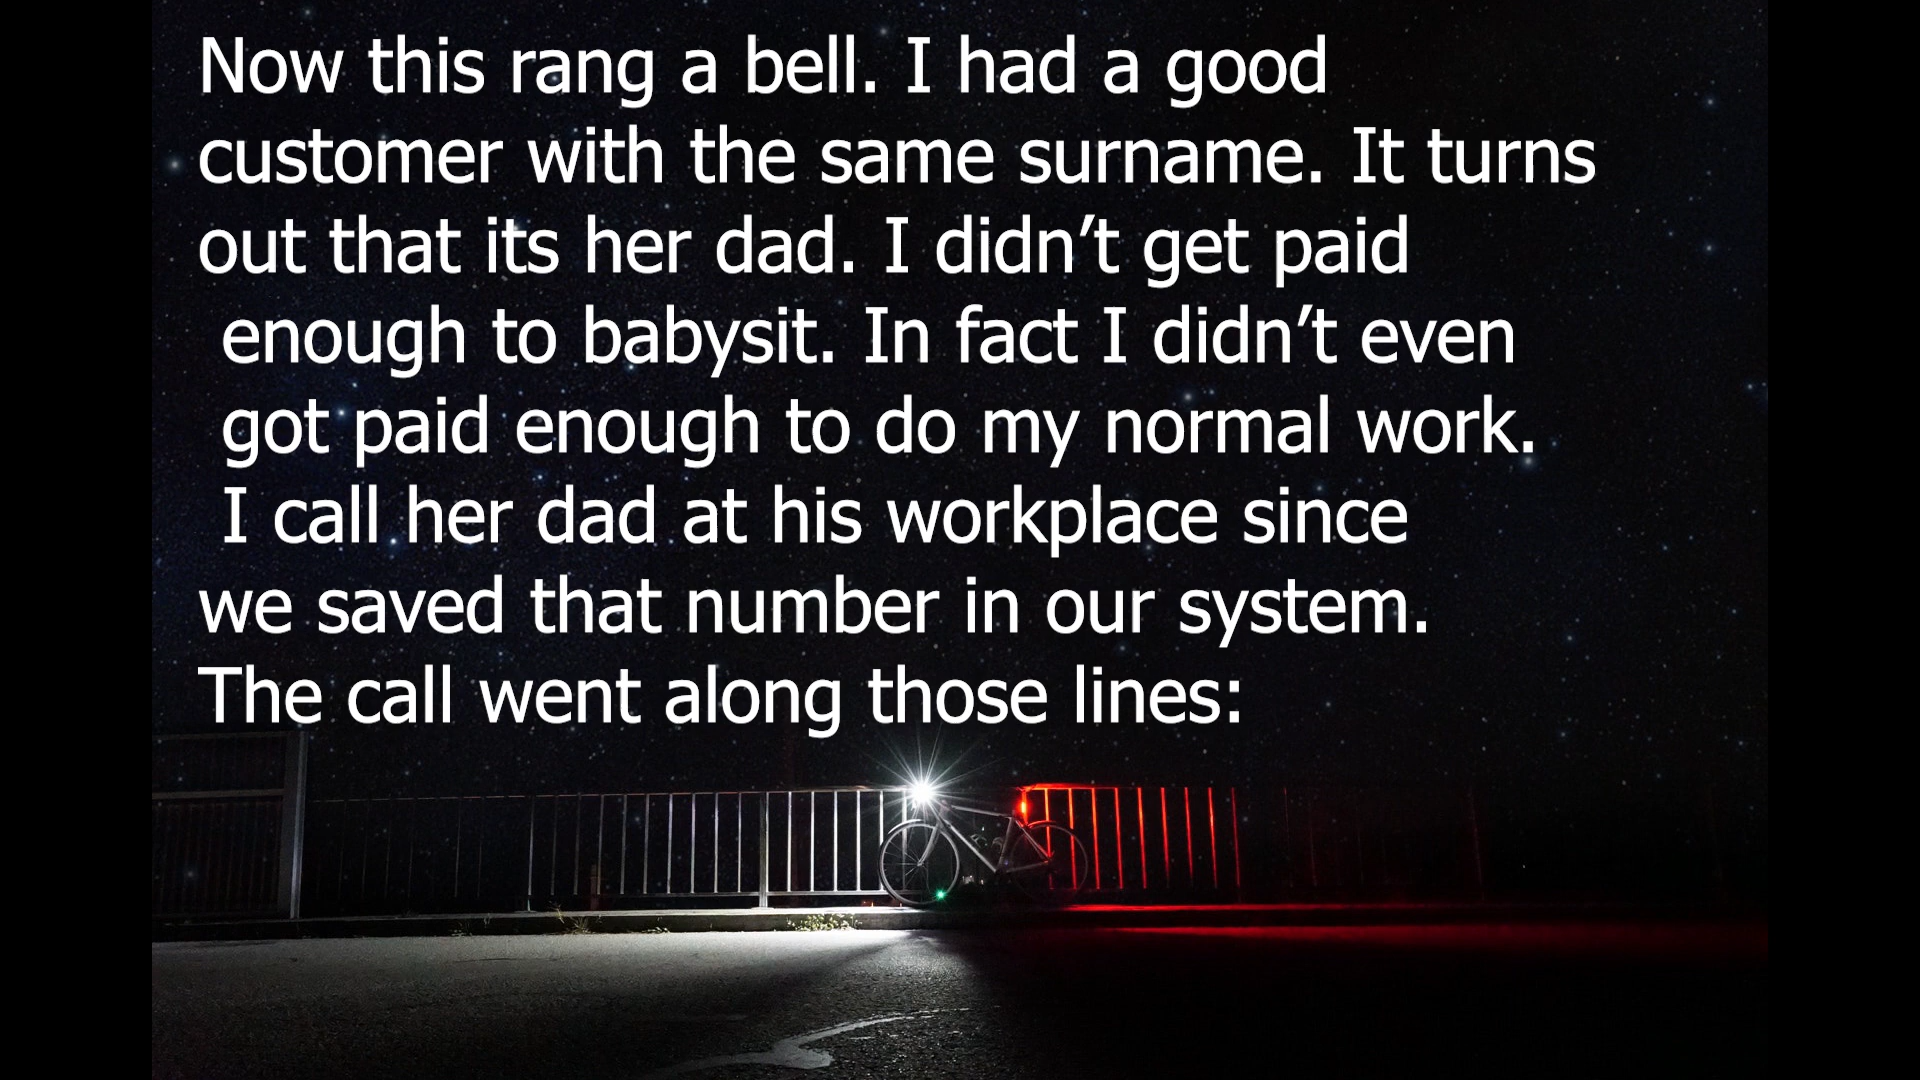 Now this rang a bell. I had a good
customer with the same surname. It turns
out that its her dad. I didn’t get paid
enough to babysit. In fact I didn’t even
got paid enough to do my normal work.
I call her dad at his workplace since
we saved that number in our system.
The call went along those lines: